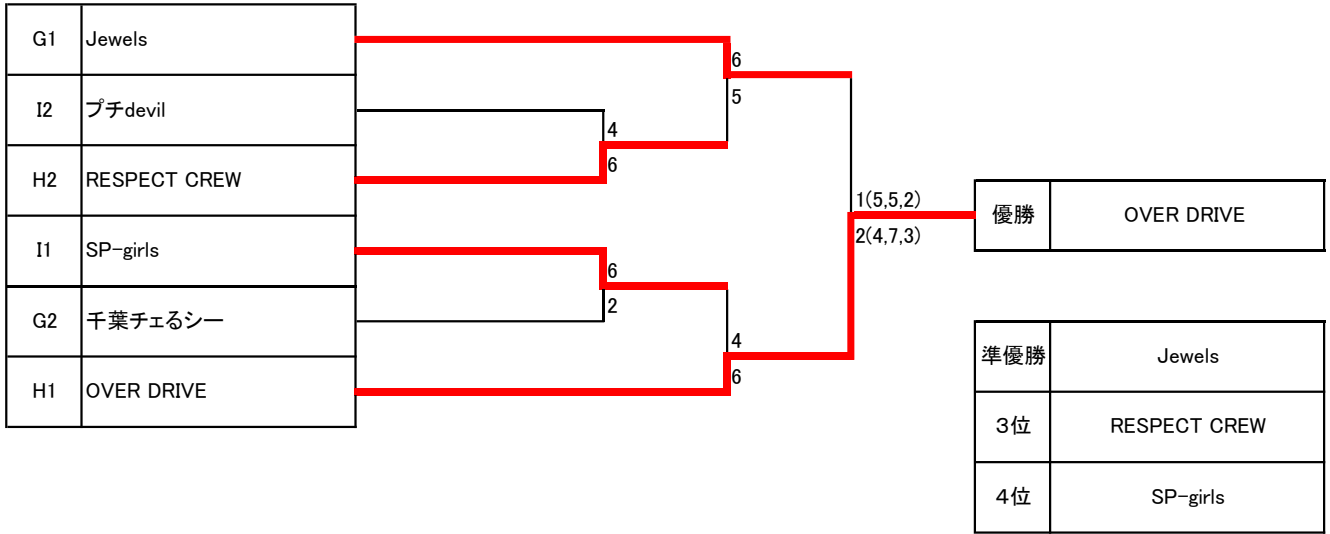 G1 Jewels
6
5
I2 プチdevil
4
6
H2 RESPECT CREW
1(5,5,2)
2(4,7,3)
優勝 OVER DRIVE
I1 SP-girls
6
2
G2 千葉チェるシー
4
6
H1 OVER DRIVE
準優勝 Jewels
３位 RESPECT CREW
４位 SP-girls